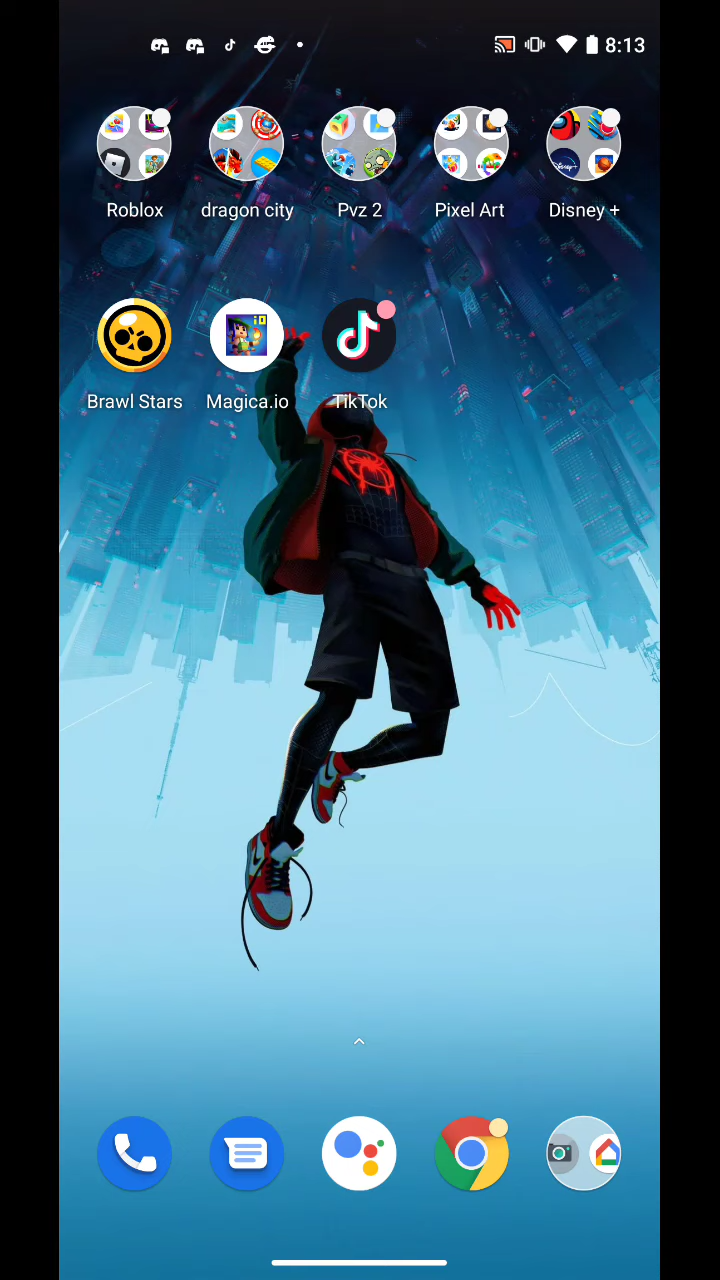 8:13
Roblox
dragon city
Pvz 2
Pixel Art
Disney +
Brawl Stars
Magica.io
TikTok